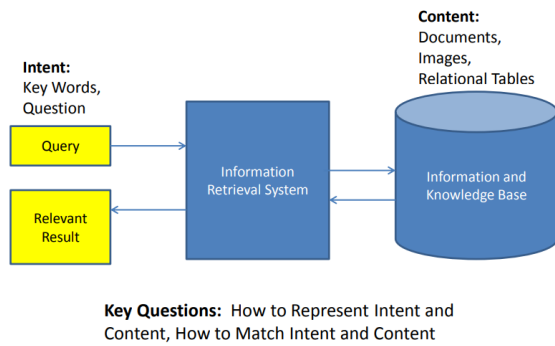 Content:
Documents,
Images,
Relational Tables
Intent:
Key Words,
Question
Query
Information
Retrieval System
Information and
Knowledge Base
Relevant
Result
Key Questions: How to Represent Intent and
Content, How to Match Intent and Content